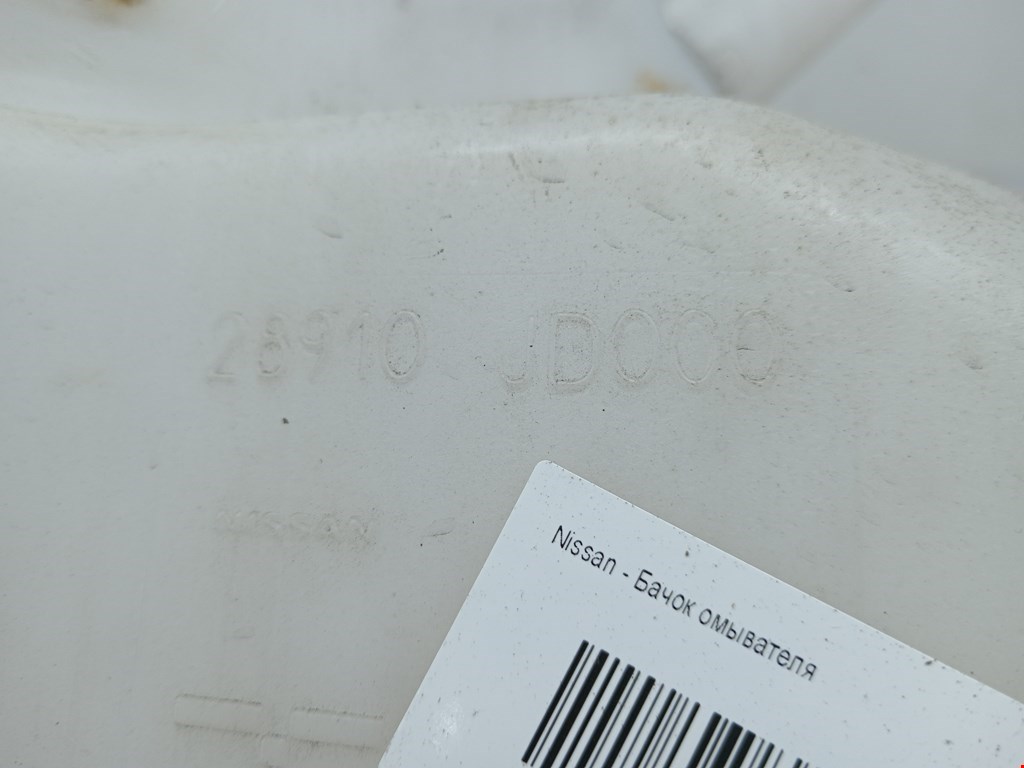 28910 JD000
NISSAN
Nissan - Бачок омывателя